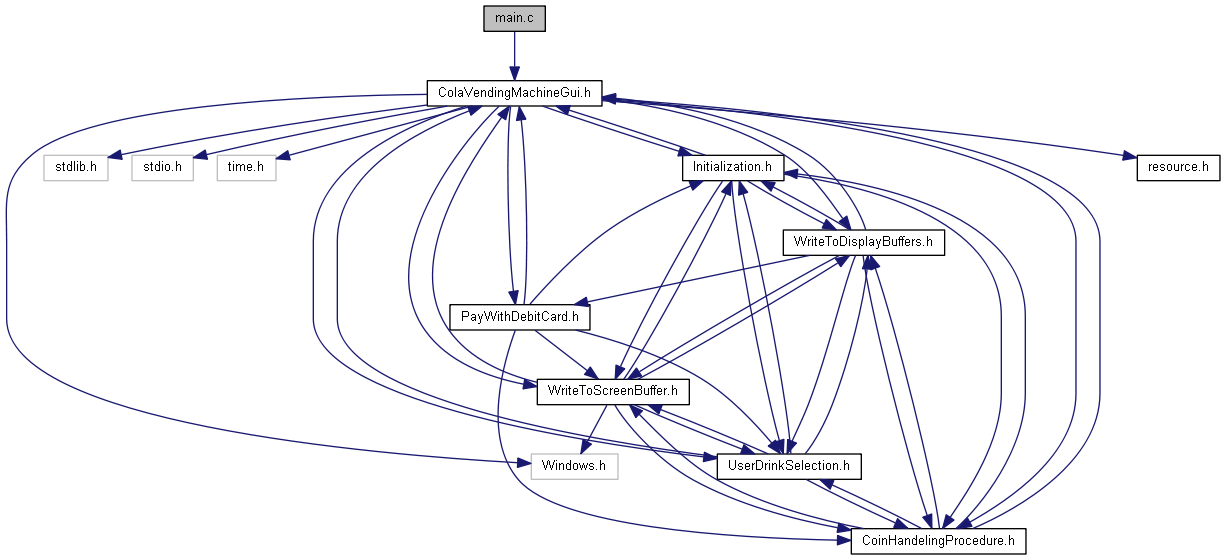 main.c
ColaVendingMachineGui.h
stdlib.h
stdio.h
time.h
Initialization.h
resource.h
WriteToDisplayBuffers.h
PayWithDebitCard.h
WriteToScreenBuffer.h
Windows.h
UserDrinkSelection.h
CoinHandelingProcedure.h